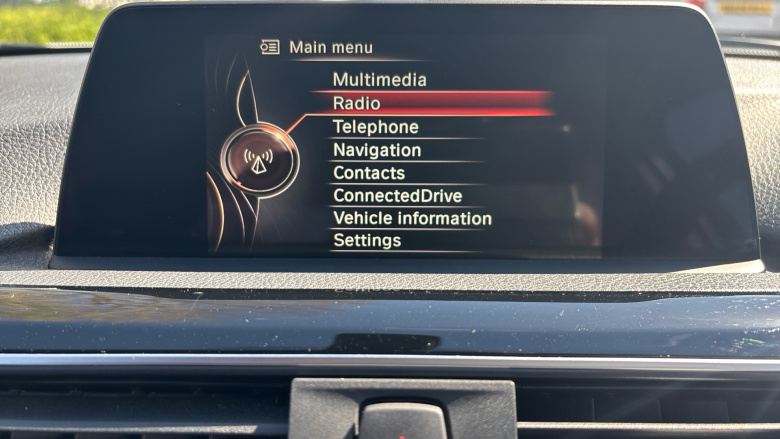 Main menu
Multimedia
Radio
Telephone
Navigation
Contacts
ConnectedDrive
Vehicle information
Settings